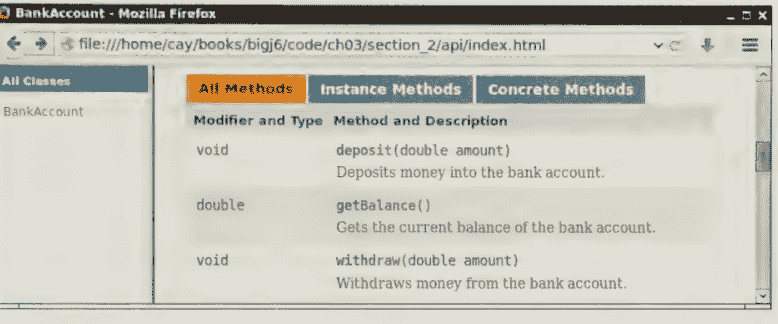 BankAccount - Mozilla Firefox
file:///home/cay/books/bigj6/code/ch03/section_2/api/index.html
All Classes
BankAccount
All Methods Instance Methods Concrete Methods
Modifier and Type Method and Description
void deposit(double amount)
Deposits money into the bank account.
double getBalance()
Gets the current balance of the bank account.
void withdraw(double amount)
Withdraws money from the bank account.